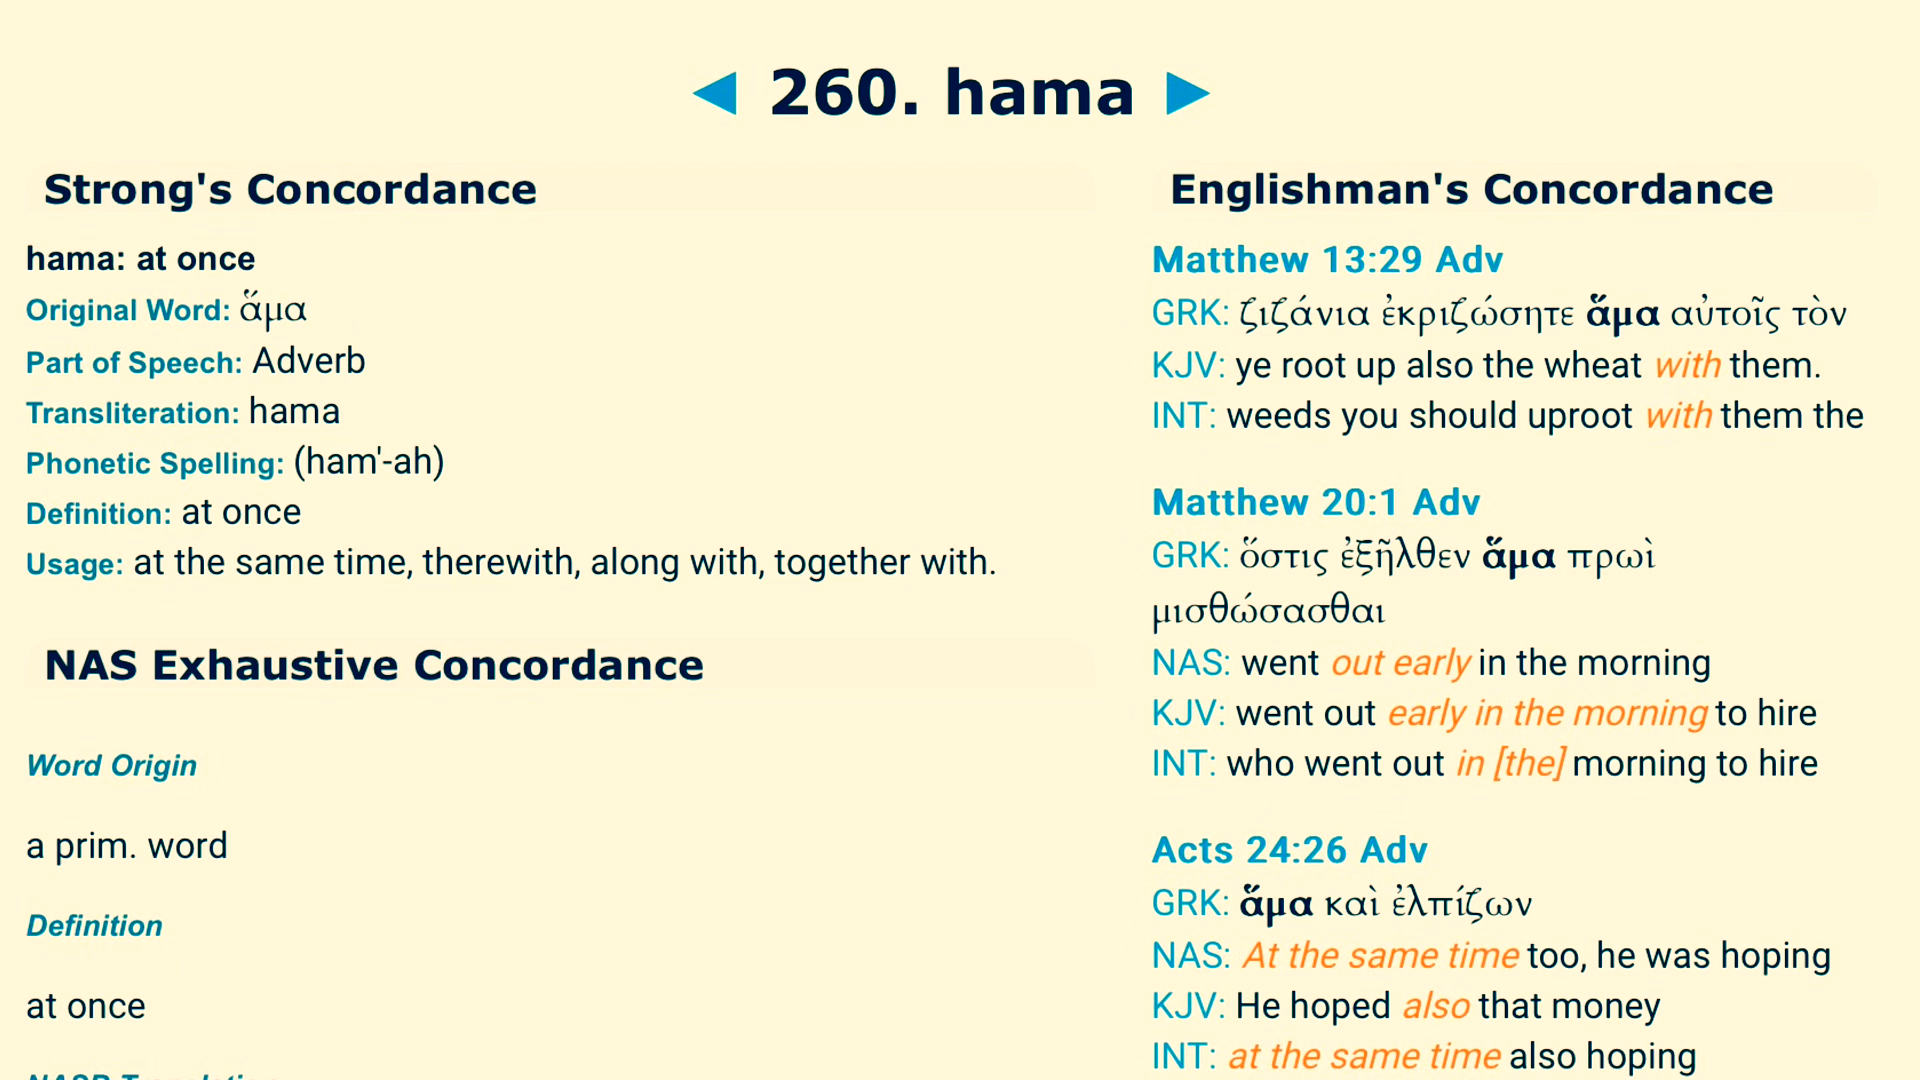 260. hama
Strong's Concordance
hama: at once
Original Word: ἅμα
Part of Speech: Adverb
Transliteration: hama
Phonetic Spelling: (ham'-ah)
Definition: at once
Usage: at the same time, therewith, along with, together with.
NAS Exhaustive Concordance
Word Origin
a prim. word
Definition
at once
NASB Translation
Englishman's Concordance
Matthew 13:29 Adv
GRK: ζιζάνια ἐκριζώσητε ἅμα αὐτοῖς τὸν
KJV: ye root up also the wheat with them.
INT: weeds you should uproot with them the
Matthew 20:1 Adv
GRK: ὅστις ἐξῆλθεν ἅμα πρωὶ
μισθώσασθαι
NAS: went out early in the morning
KJV: went out early in the morning to hire
INT: who went out in [the] morning to hire
Acts 24:26 Adv
GRK: ἅμα καὶ ἐλπίζων
NAS: At the same time too, he was hoping
KJV: He hoped also that money
INT: at the same time also hoping